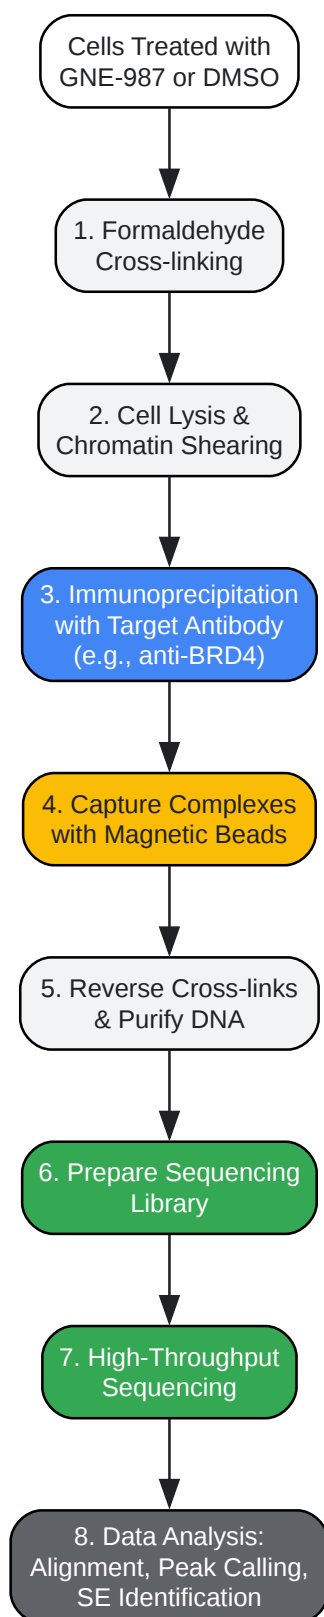 Cells Treated with
GNE-987 or DMSO
1. Formaldehyde
Cross-linking
2. Cell Lysis &
Chromatin Shearing
3. Immunoprecipitation
with Target Antibody
(e.g., anti-BRD4)
4. Capture Complexes
with Magnetic Beads
5. Reverse Cross-links
& Purify DNA
6. Prepare Sequencing
Library
7. High-Throughput
Sequencing
8. Data Analysis:
Alignment, Peak Calling,
SE Identification